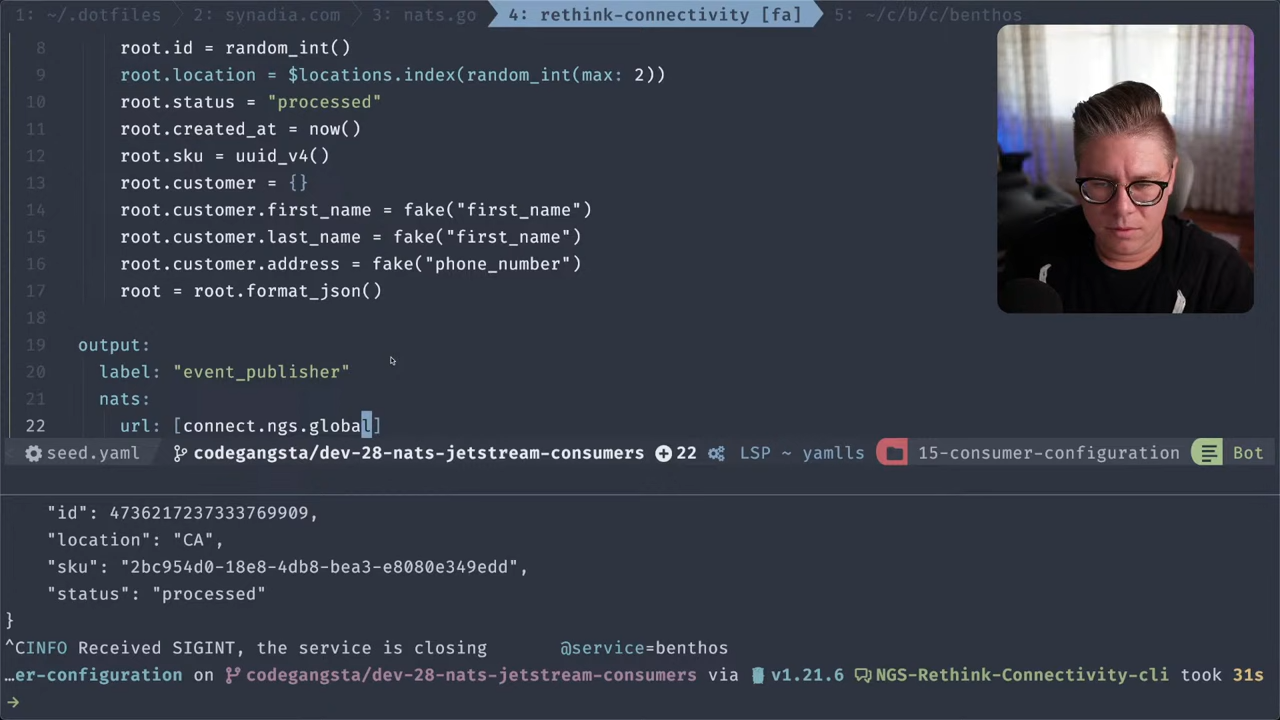 1: ~/.dotfiles 2: synadia.com 3: nats.go 4: rethink-connectivity [fa] 5: ~/c/b/c/benthos
8 root.id = random_int()
9 root.location = $locations.index(random_int(max: 2))
10 root.status = "processed"
11 root.created_at = now()
12 root.sku = uuid_v4()
13 root.customer = {}
14 root.customer.first_name = fake("first_name")
15 root.customer.last_name = fake("first_name")
16 root.customer.address = fake("phone_number")
17 root = root.format_json()
18
19 output:
20 label: "event_publisher"
21 nats:
22 url: [connect.ngs.global]
seed.yaml codegangsta/dev-28-nats-jetstream-consumers 22 LSP ~ yamlls 15-consumer-configuration Bot
"id": 4736217237333769909,
"location": "CA",
"sku": "2bc954d0-18e8-4db8-bea3-e8080e349edd",
"status": "processed"
}
^CINFO Received SIGINT, the service is closing @service=benthos
…er-configuration on codegangsta/dev-28-nats-jetstream-consumers via v1.21.6 NGS-Rethink-Connectivity-cli took 31s
→